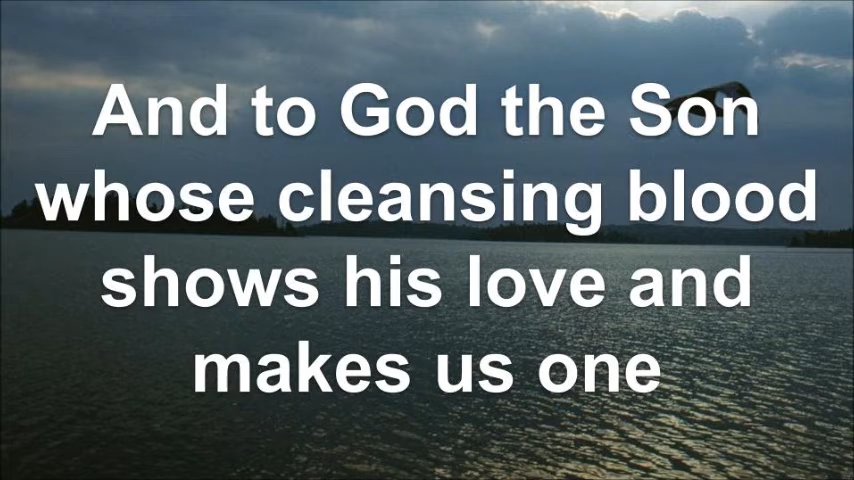 And to God the Son
whose cleansing blood
shows his love and
makes us one